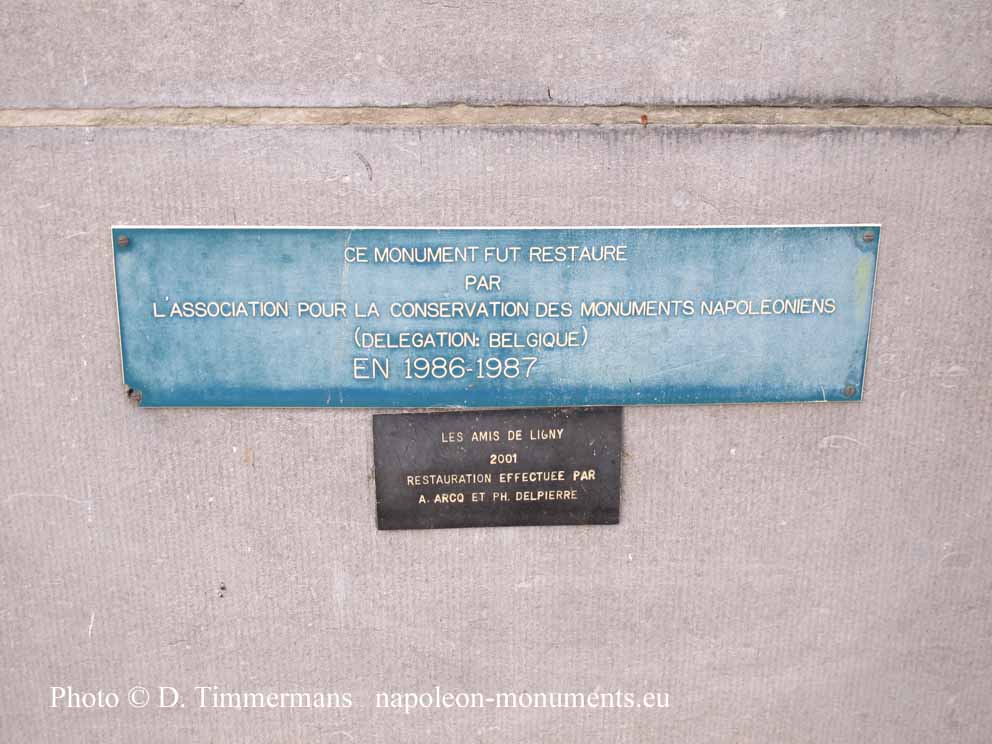 CE MONUMENT FUT RESTAURE
PAR
L'ASSOCIATION POUR LA CONSERVATION DES MONUMENTS NAPOLEONIENS
(DELEGATION: BELGIQUE)
EN 1986-1987
LES AMIS DE LIGNY
2001
RESTAURATION EFFECTUEE PAR
A. ARCQ ET PH. DELPIERRE
Photo © D. Timmermans napoleon-monuments.eu